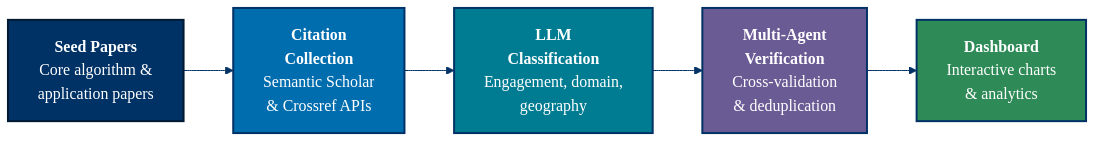 Seed Papers
Core algorithm &
application papers
Citation
Collection
Semantic Scholar
& Crossref APIs
LLM
Classification
Engagement, domain,
geography
Multi-Agent
Verification
Cross-validation
& deduplication
Dashboard
Interactive charts
& analytics